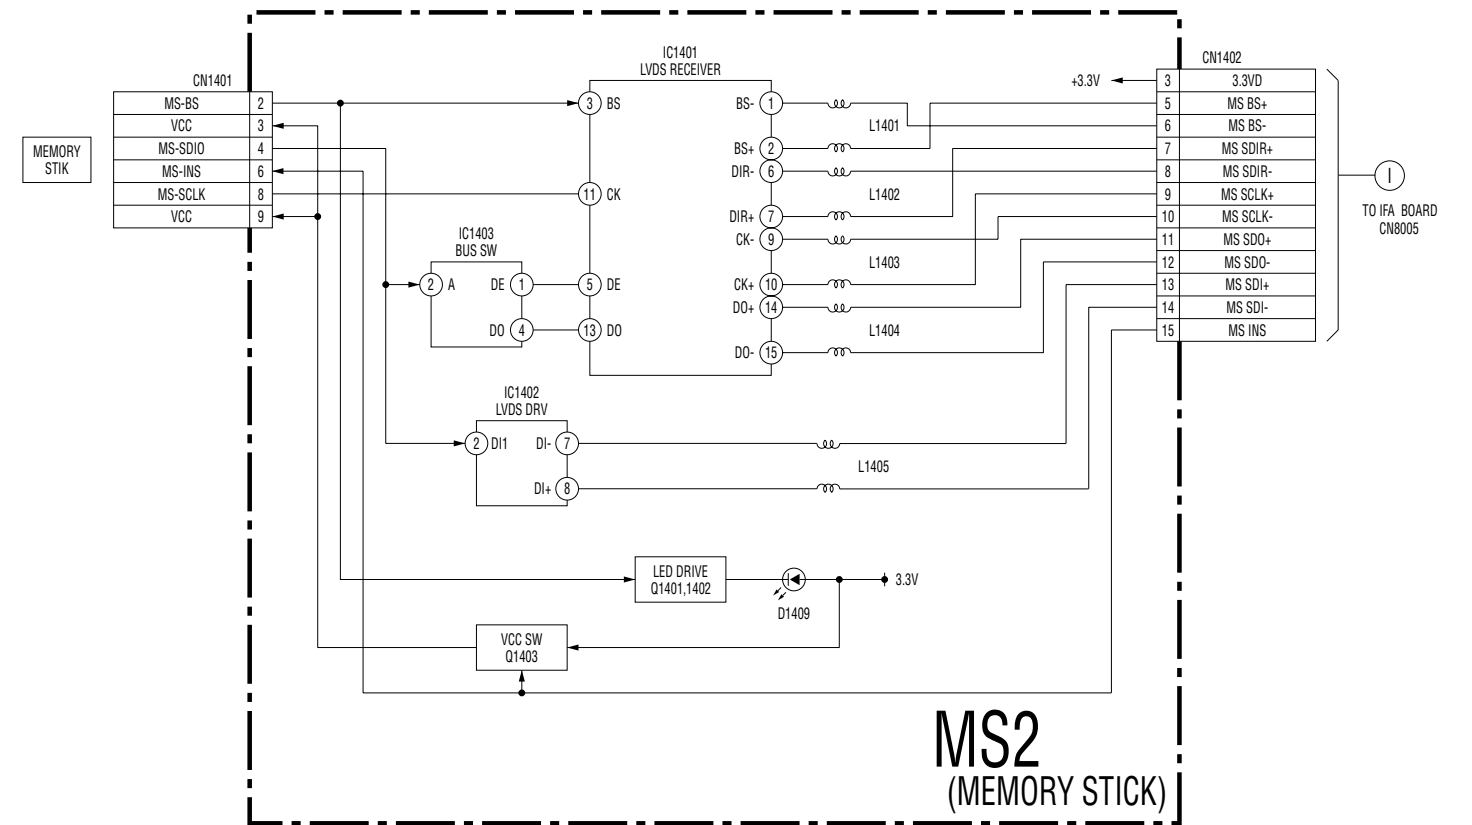 CN1401
MS-BS 2
VCC 3
MS-SDIO 4
MS-INS 6
MS-SCLK 8
VCC 9
MEMORY
STIK
IC1401
LVDS RECEIVER
3 BS
11 CK
5 DE
13 DO
BS- 1
BS+ 2
DIR- 6
DIR+ 7
CK- 9
CK+ 10
DO+ 14
DO- 15
L1401
L1402
L1403
L1404
IC1403
BUS SW
2 A DE 1
DO 4
IC1402
LVDS DRV
2 DI1 DI- 7
DI+ 8
L1405
LED DRIVE
Q1401,1402
D1409
3.3V
VCC SW
Q1403
CN1402
+3.3V
3 3.3VD
5 MS BS+
6 MS BS-
7 MS SDIR+
8 MS SDIR-
9 MS SCLK+
10 MS SCLK-
11 MS SDO+
12 MS SDO-
13 MS SDI+
14 MS SDI-
15 MS INS
I
TO IFA BOARD
CN8005
MS2
(MEMORY STICK)